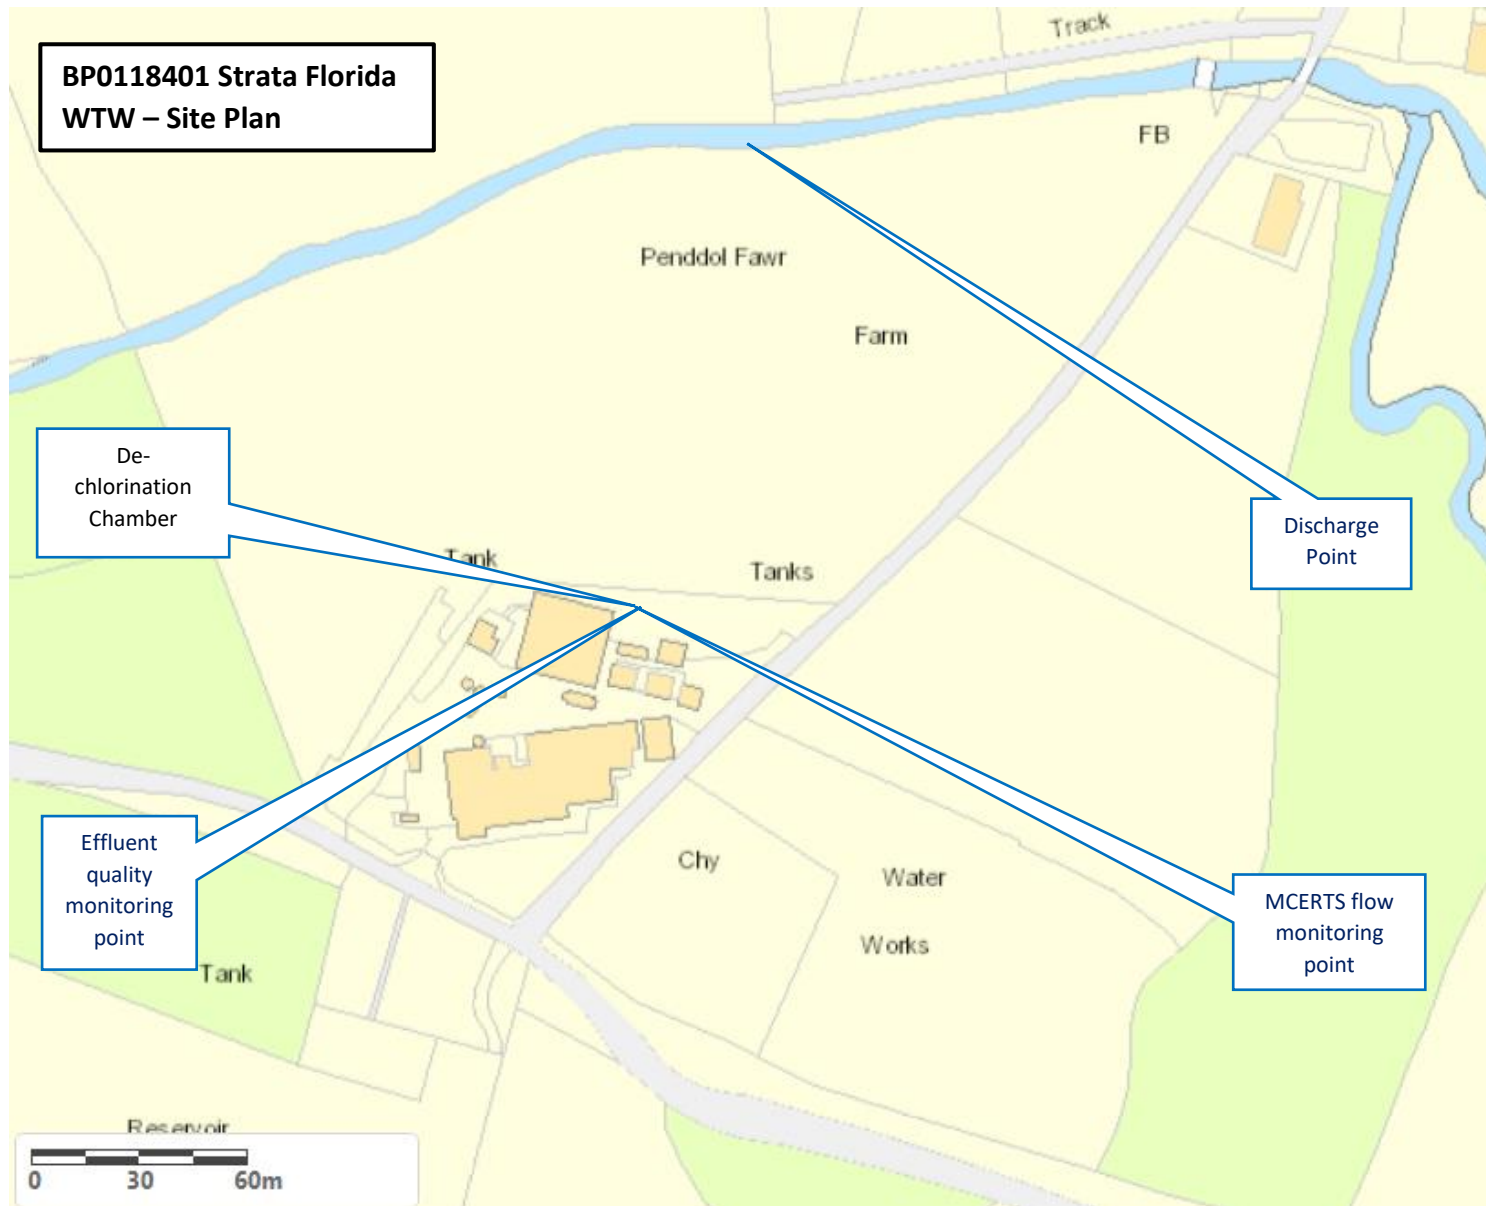 BP0118401 Strata Florida
WTW – Site Plan
Track
FB
Penddol Fawr
Farm
De-
chlorination
Chamber
Discharge
Point
Tank
Tanks
Effluent
quality
monitoring
point
Chy
Water
Works
MCERTS flow
monitoring
point
Tank
Reservoir
0 30 60m